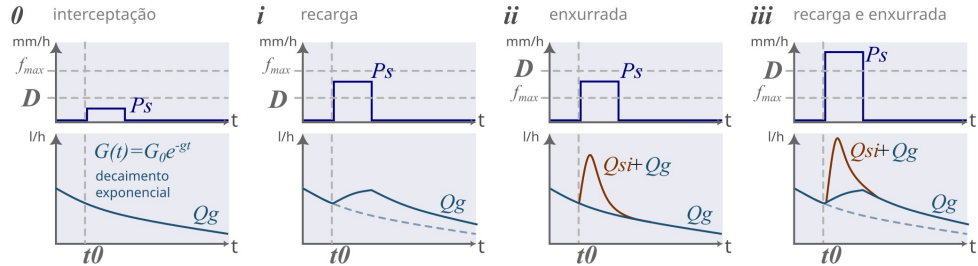 0 interceptação
mm/h
fmax
D
Ps
t
l/h
G(t)=G0e-gt
decaimento
exponencial
Qg
t
t0
i recarga
mm/h
fmax
D
Ps
t
l/h
Qg
t
t0
ii enxurrada
mm/h
D
fmax
Ps
t
l/h
Qsi+Qg
Qg
t
t0
iii recarga e enxurrada
mm/h
D
fmax
Ps
t
l/h
Qsi+Qg
Qg
t
t0